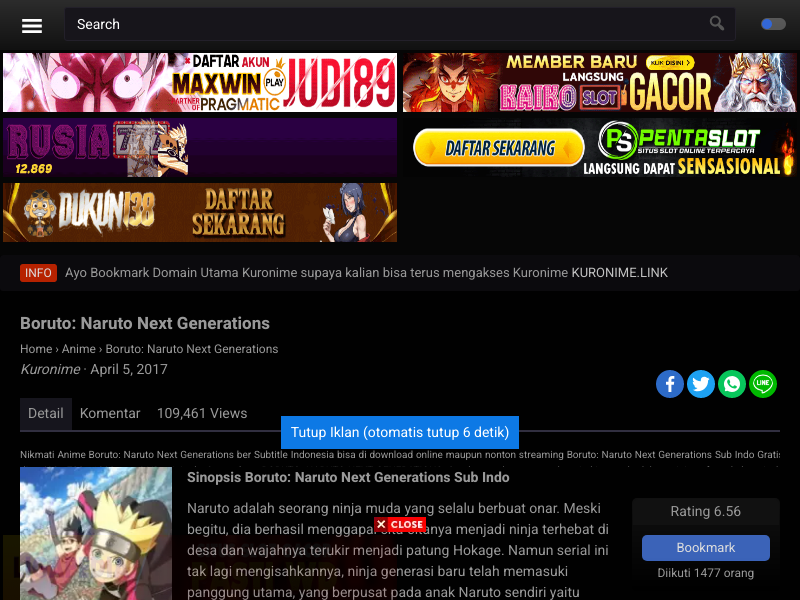 Search
DAFTAR AKUN
MAXWIN
PLAY
JUDI89
PARTNER OF PRAGMATIC
MEMBER BARU
KLIK DISINI
LANGSUNG
KAIKO SLOT
GACOR
RUSIA777
12.869
DAFTAR SEKARANG
PS PENTASLOT
SITUS SLOT ONLINE TERPERCAYA
LANGSUNG DAPAT SENSASIONAL
DUKUN138
DAFTAR
SEKARANG
INFO Ayo Bookmark Domain Utama Kuronime supaya kalian bisa terus mengakses Kuronime KURONIME.LINK
Boruto: Naruto Next Generations
Home › Anime › Boruto: Naruto Next Generations
Kuronime · April 5, 2017
LINE
Detail Komentar 109,461 Views
Tutup Iklan (otomatis tutup 6 detik)
Nikmati Anime Boruto: Naruto Next Generations ber Subtitle Indonesia bisa di download online maupun nonton streaming Boruto: Naruto Next Generations Sub Indo Gratis
Sinopsis Boruto: Naruto Next Generations Sub Indo
Naruto adalah seorang ninja muda yang selalu berbuat onar. Meski
begitu, dia berhasil menggapai cita citanya menjadi ninja terhebat di
desa dan wajahnya terukir menjadi patung Hokage. Namun serial ini
tak lagi mengisahkannya, ninja generasi baru telah memasuki
panggung utama, yang berpusat pada anak Naruto sendiri yaitu
CLOSE
Rating 6.56
Bookmark
Diikuti 1477 orang